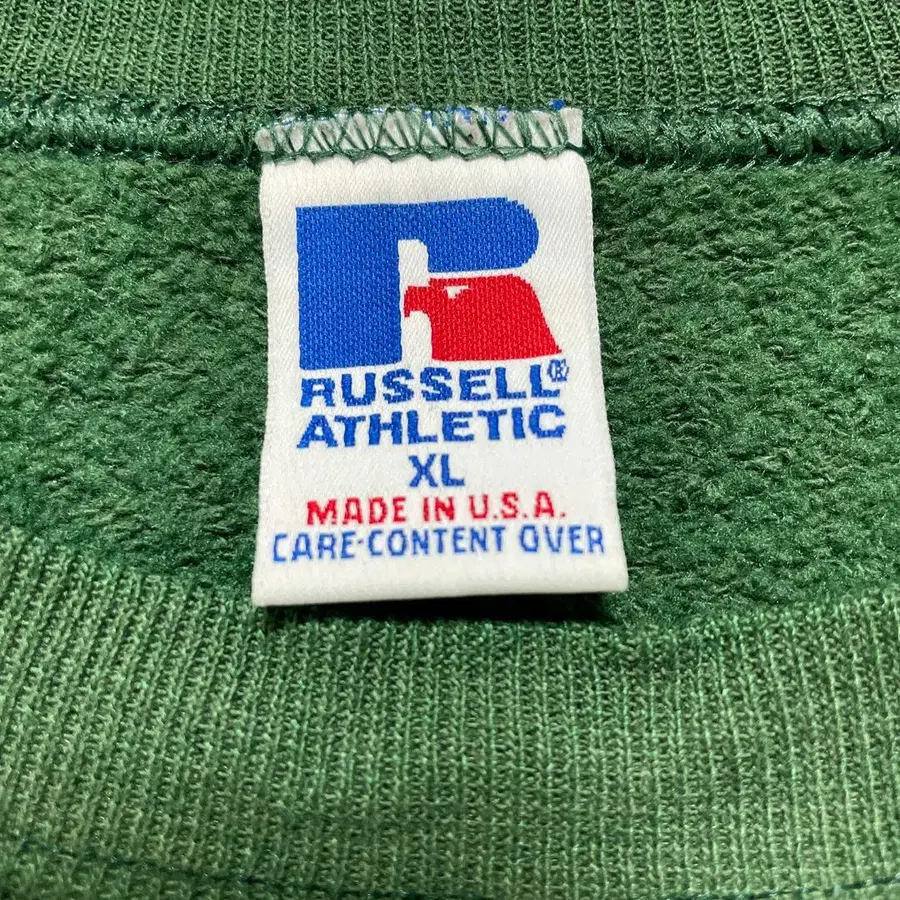 RUSSELL®
ATHLETIC
XL
MADE IN U.S.A.
CARE-CONTENT OVER